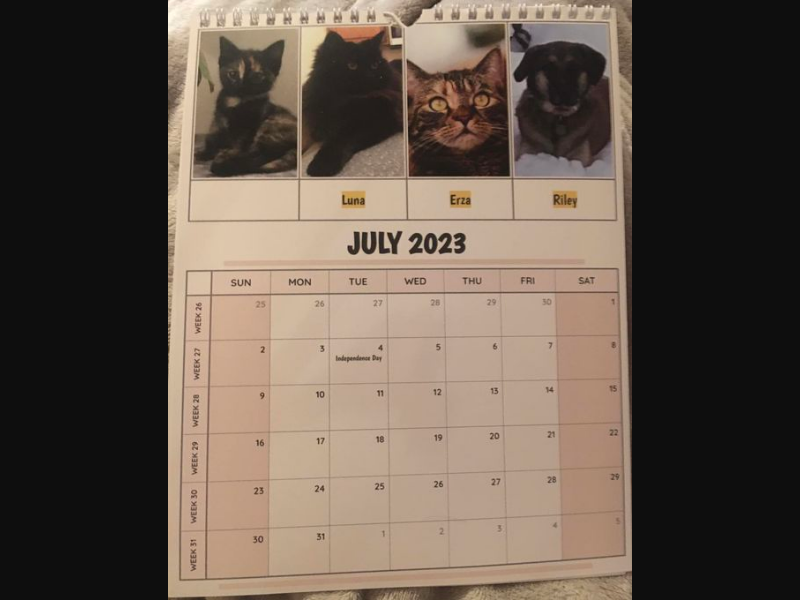 Luna Erza Riley
JULY 2023
SUN MON TUE WED THU FRI SAT
WEEK 26 25 26 27 28 29 30 1
WEEK 27 2 3 4 5 6 7 8
Independence Day
WEEK 28 9 10 11 12 13 14 15
WEEK 29 16 17 18 19 20 21 22
WEEK 30 23 24 25 26 27 28 29
WEEK 31 30 31 1 2 3 4 5